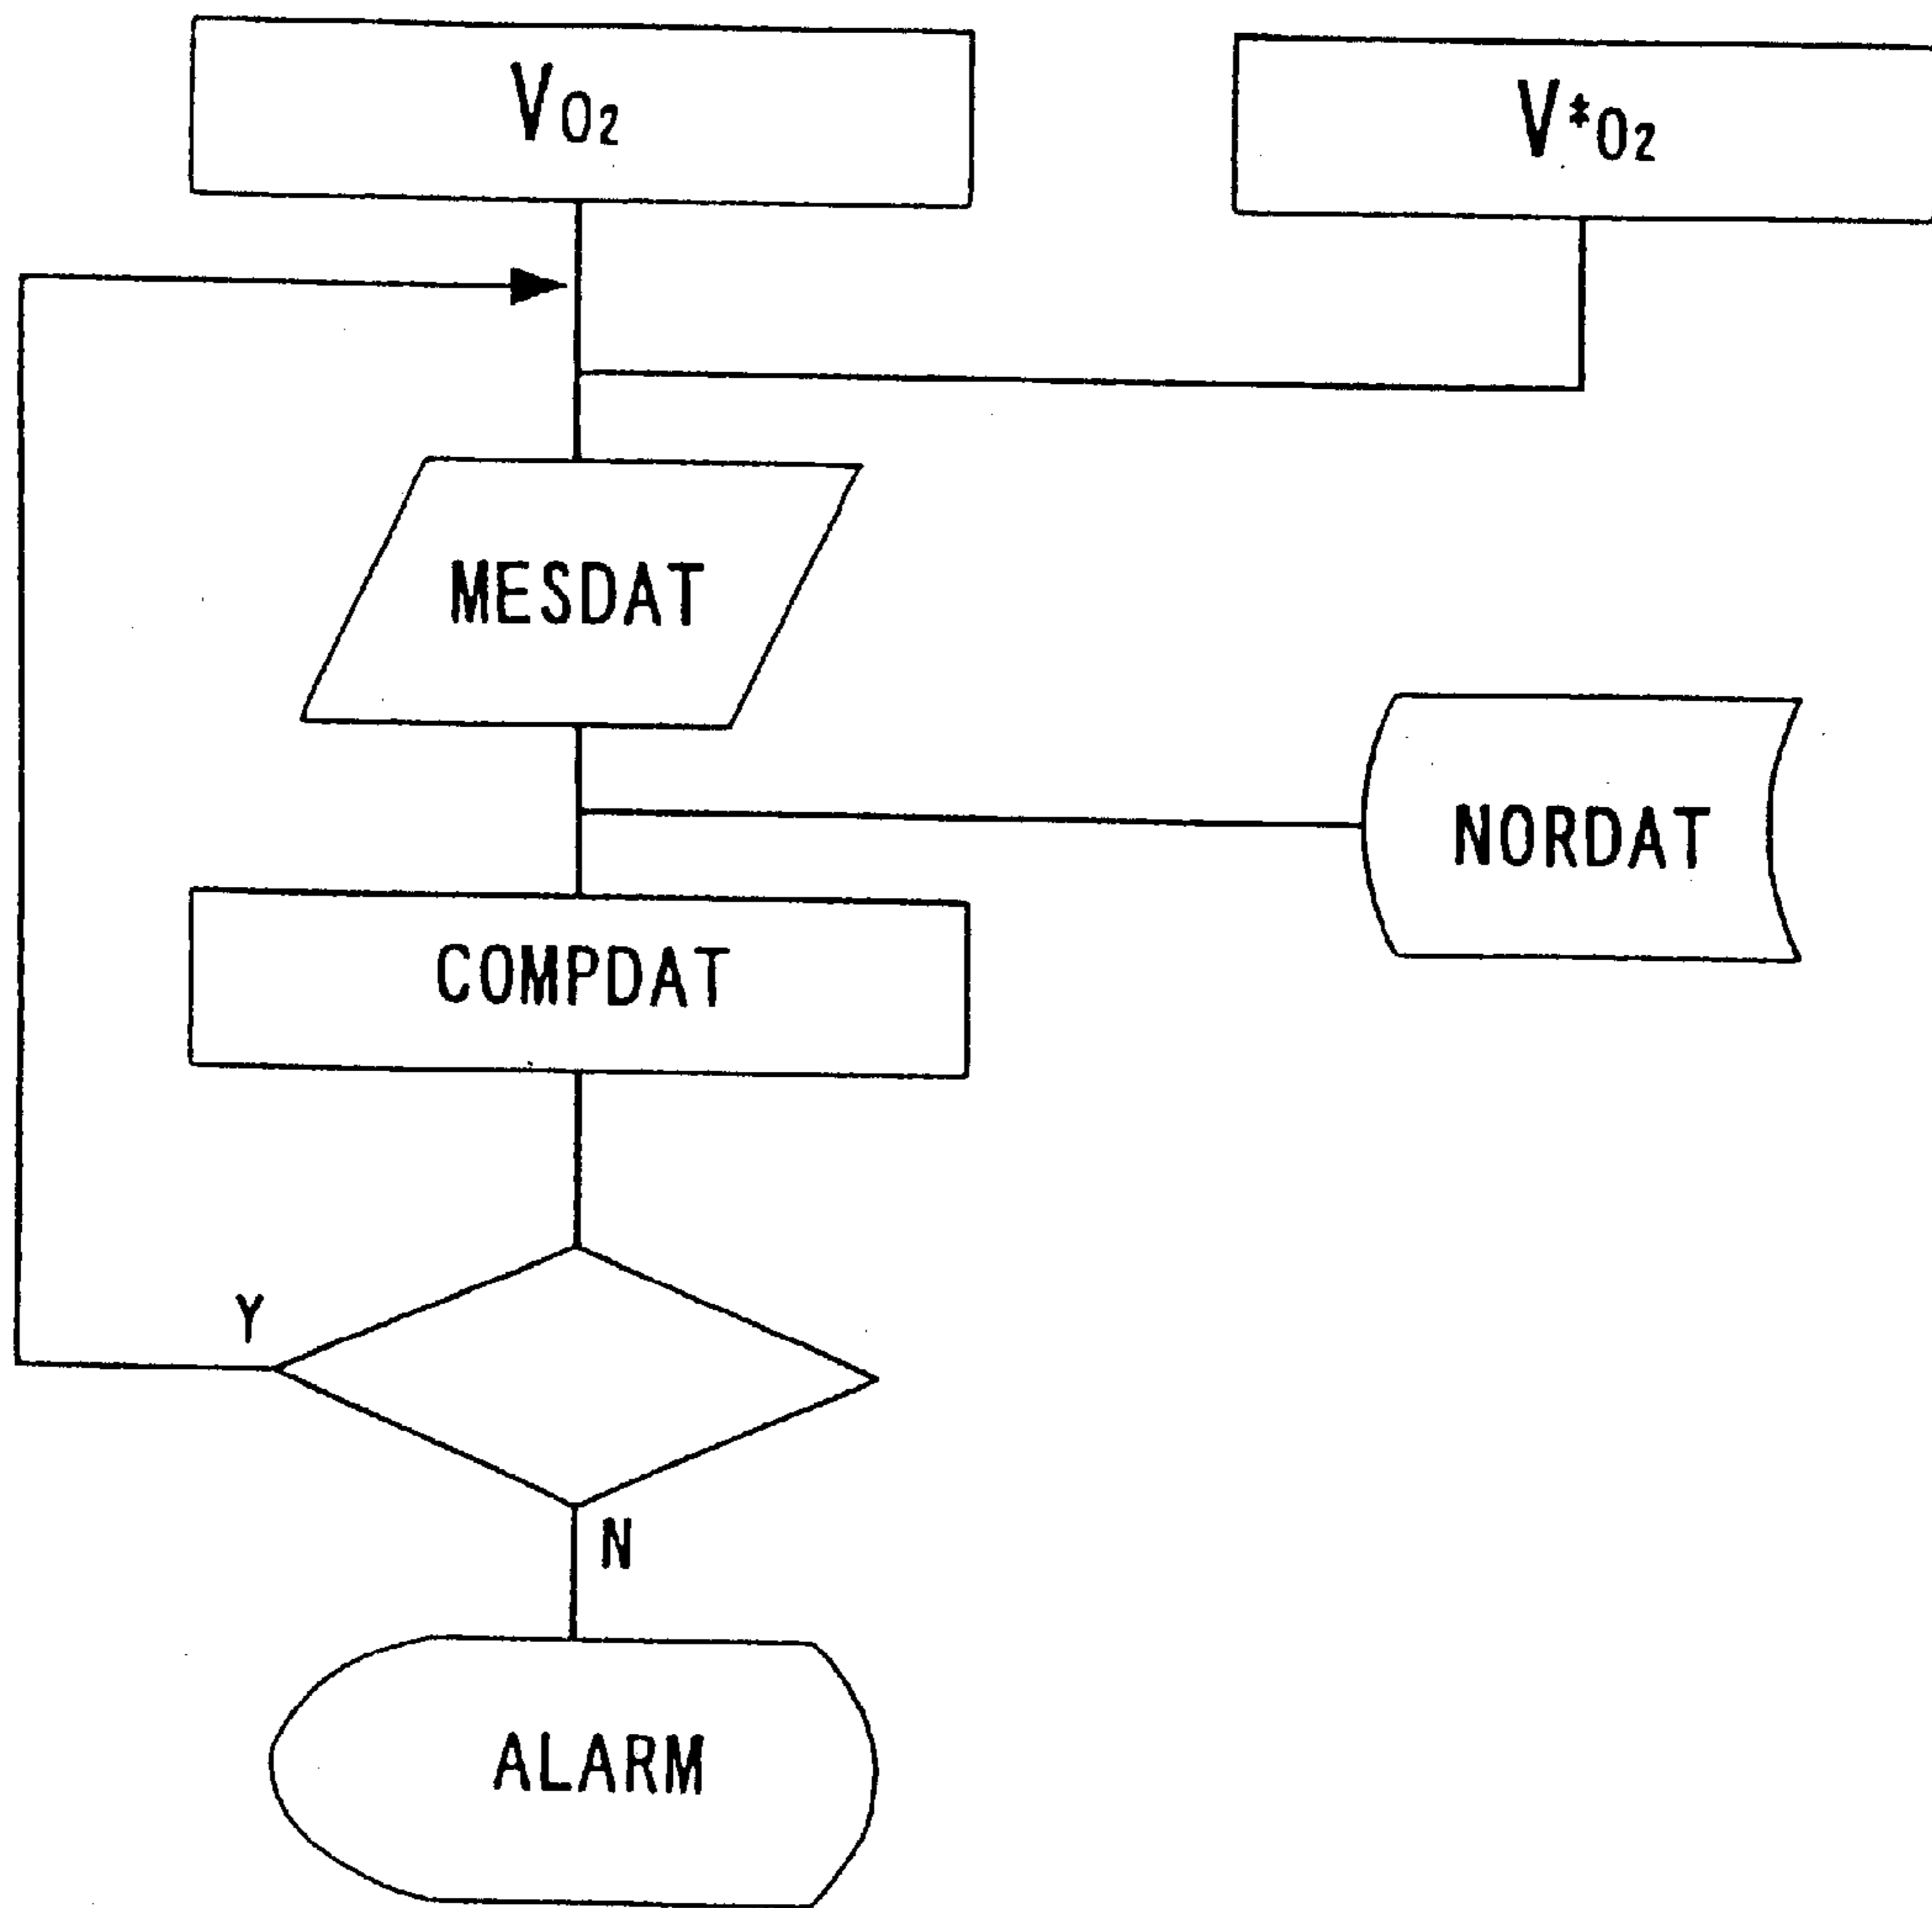 VO₂
V*O₂
MESDAT
NORDAT
COMPDAT
Y
N
ALARM